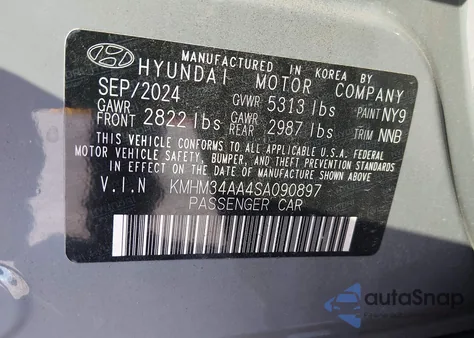 MANUFACTURED IN KOREA BY
HYUNDAI MOTOR COMPANY
SEP/2024 GVWR 5313 lbs PAINT NY9
GAWR FRONT 2822 lbs GAWR REAR 2987 lbs TRIM NNB
THIS VEHICLE CONFORMS TO ALL APPLICABLE U.S.A FEDERAL
MOTOR VEHICLE SAFETY, BUMPER, AND THEFT PREVENTION STANDARDS
IN EFFECT ON THE DATE OF MANUFACTURE SHOWN ABOVE.
V.I.N KMHM34AA4SA090897
PASSENGER CAR
autoSnap